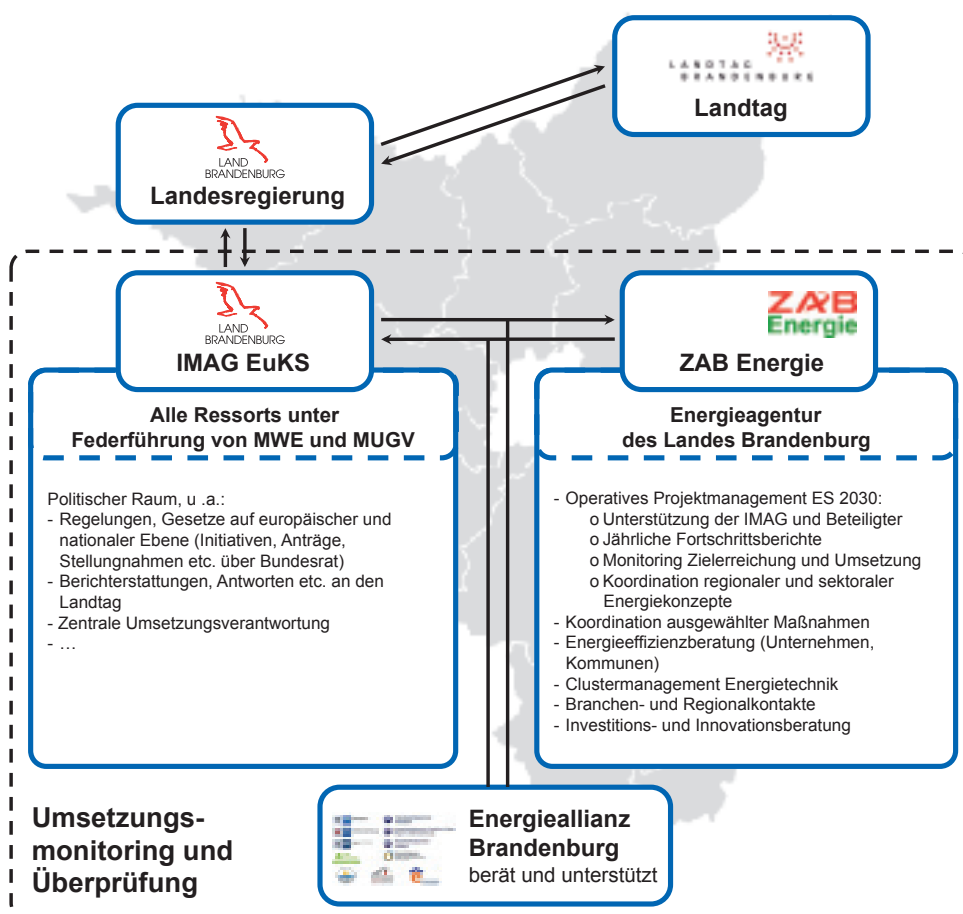 LANDTAG
BRANDENBURG
Landtag
LAND
BRANDENBURG
Landesregierung
LAND
BRANDENBURG
IMAG EuKS
Alle Ressorts unter
Federführung von MWE und MUGV
Politischer Raum, u .a.:
- Regelungen, Gesetze auf europäischer und
nationaler Ebene (Initiativen, Anträge,
Stellungnahmen etc. über Bundesrat)
- Berichterstattungen, Antworten etc. an den
Landtag
- Zentrale Umsetzungsverantwortung
- …
ZAB
Energie
ZAB Energie
Energieagentur
des Landes Brandenburg
- Operatives Projektmanagement ES 2030:
o Unterstützung der IMAG und Beteiligter
o Jährliche Fortschrittsberichte
o Monitoring Zielerreichung und Umsetzung
o Koordination regionaler und sektoraler
Energiekonzepte
- Koordination ausgewählter Maßnahmen
- Energieeffizienzberatung (Unternehmen,
Kommunen)
- Clustermanagement Energietechnik
- Branchen- und Regionalkontakte
- Investitions- und Innovationsberatung
Umsetzungs-
monitoring und
Überprüfung
Energieallianz
Brandenburg
berät und unterstützt